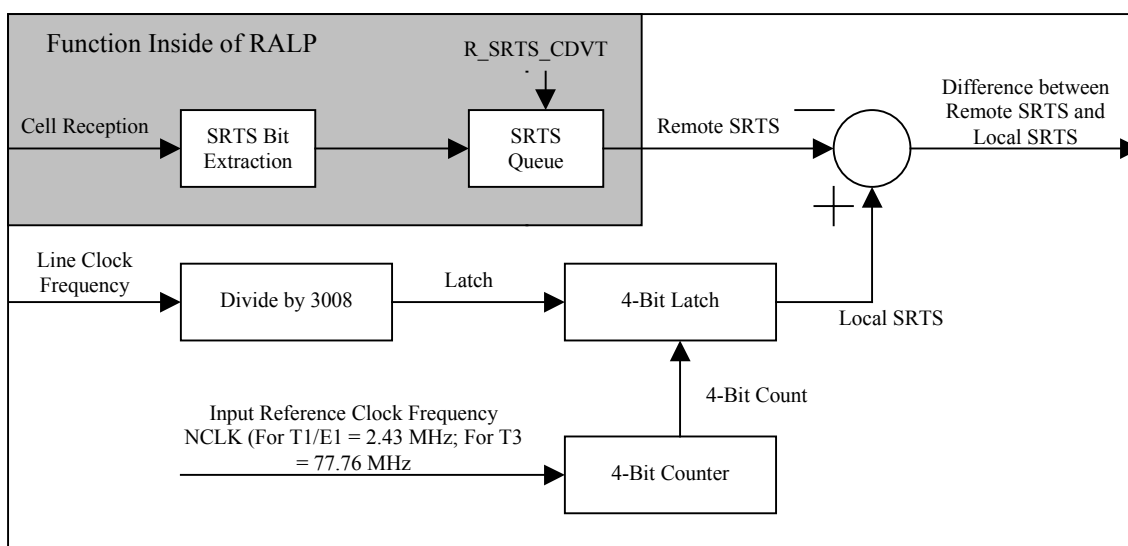 Function Inside of RALP
R_SRTS_CDVT
Cell Reception
SRTS Bit
Extraction
SRTS
Queue
Remote SRTS
Difference between
Remote SRTS and
Local SRTS
Line Clock
Frequency
Divide by 3008
Latch
4-Bit Latch
Local SRTS
4-Bit Count
Input Reference Clock Frequency
NCLK (For T1/E1 = 2.43 MHz; For T3
= 77.76 MHz
4-Bit Counter